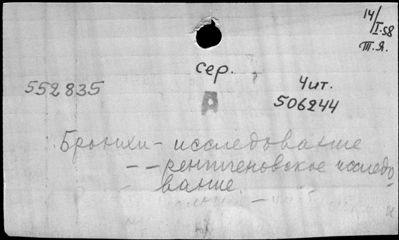 14/I-58
Т.Я.
сер.
552835
Чит.
А
506244
Бронхи - исследование
- - рентгеновское исследо
вание.